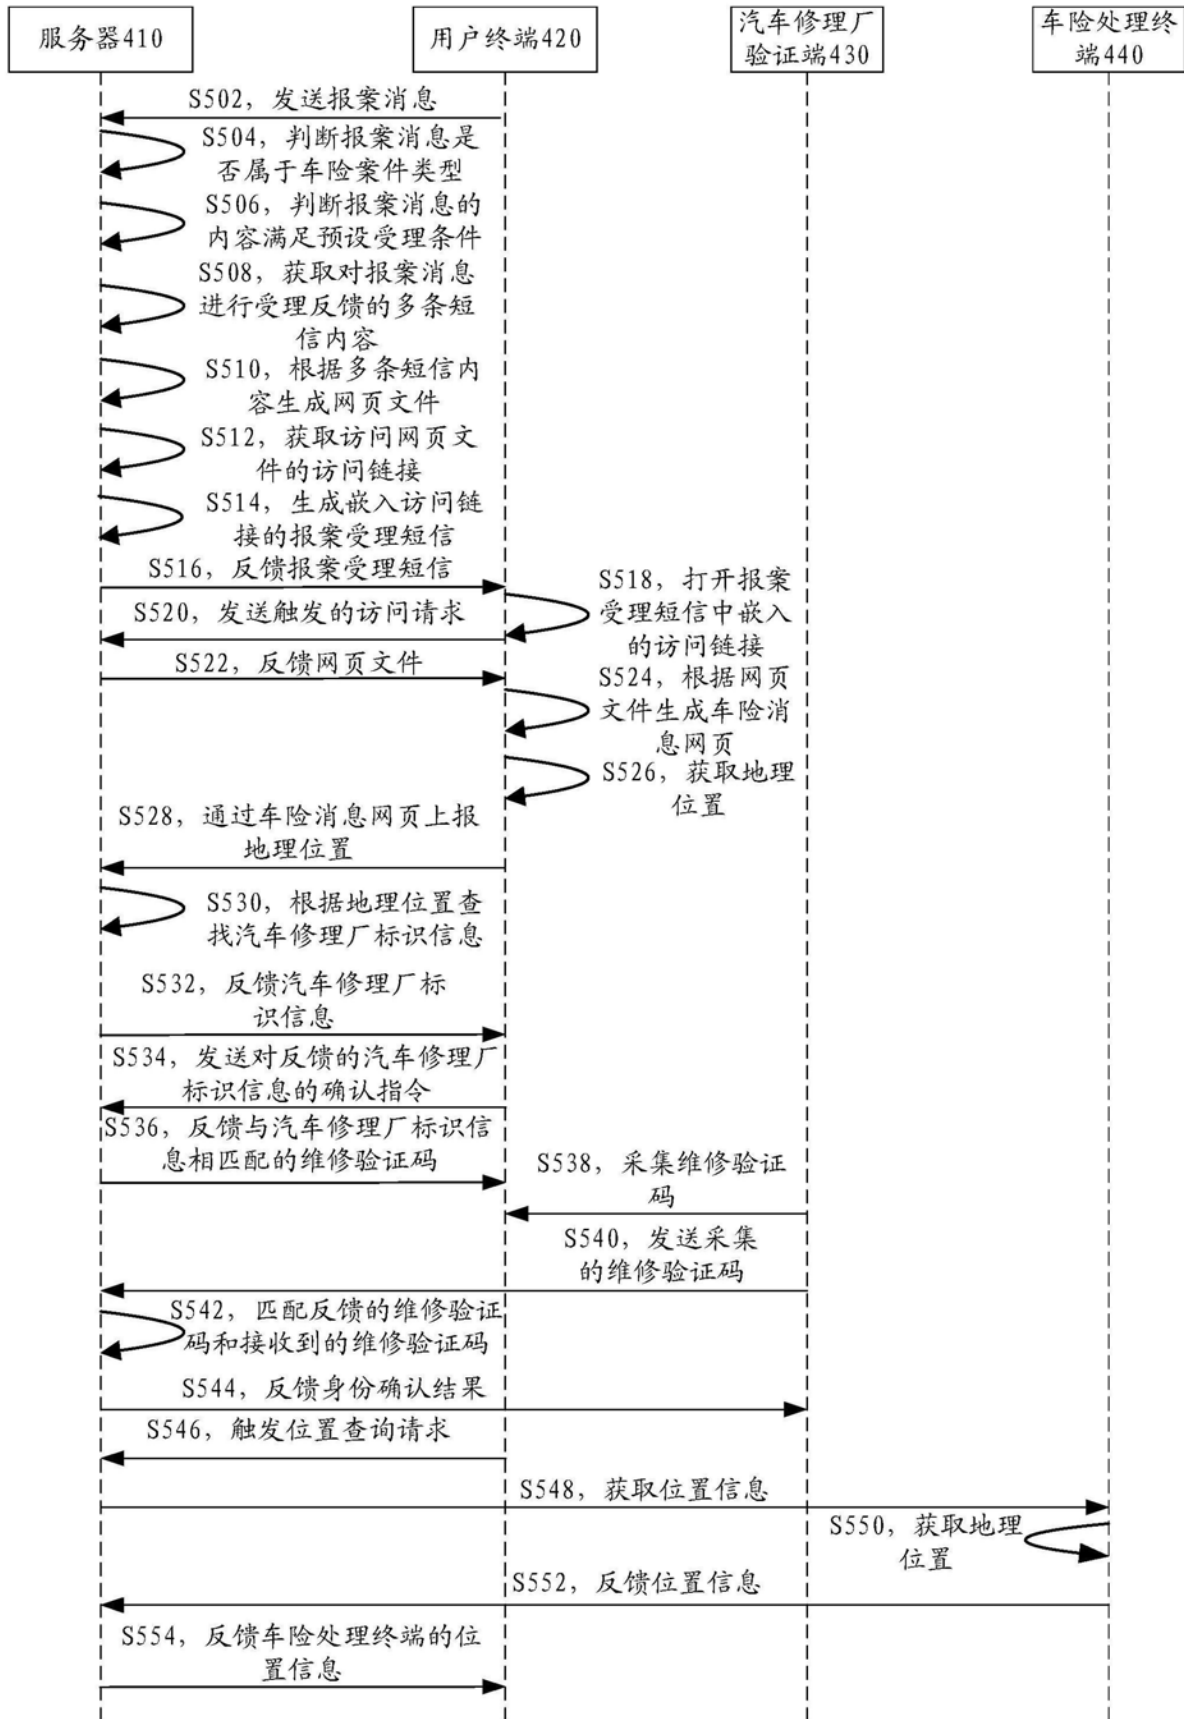 服务器410
用户终端420
汽车修理厂
验证端430
车险处理终
端440
S502，发送报案消息
S504，判断报案消息是
否属于车险案件类型
S506，判断报案消息的
内容满足预设受理条件
S508，获取对报案消息
进行受理反馈的多条短
信内容
S510，根据多条短信内
容生成网页文件
S512，获取访问网页文
件的访问链接
S514，生成嵌入访问链
接的报案受理短信
S516，反馈报案受理短信
S518，打开报案
受理短信中嵌入
的访问链接
S520，发送触发的访问请求
S522，反馈网页文件
S524，根据网页
文件生成车险消
息网页
S526，获取地理
位置
S528，通过车险消息网页上报
地理位置
S530，根据地理位置查
找汽车修理厂标识信息
S532，反馈汽车修理厂标
识信息
S534，发送对反馈的汽车修理厂
标识信息的确认指令
S536，反馈与汽车修理厂标识信
息相匹配的维修验证码
S538，采集维修验证
码
S540，发送采集
的维修验证码
S542，匹配反馈的维修验证
码和接收到的维修验证码
S544，反馈身份确认结果
S546，触发位置查询请求
S548，获取位置信息
S550，获取地理
位置
S552，反馈位置信息
S554，反馈车险处理终端的位
置信息